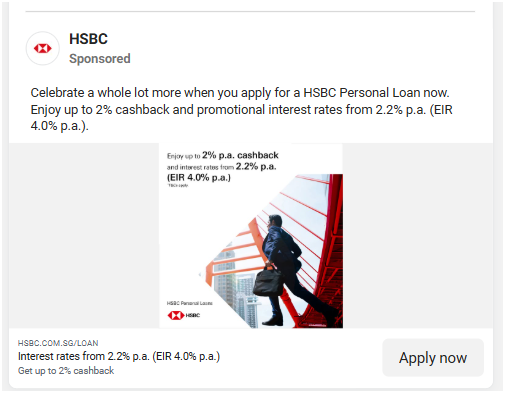 HSBC
Sponsored
Celebrate a whole lot more when you apply for a HSBC Personal Loan now.
Enjoy up to 2% cashback and promotional interest rates from 2.2% p.a. (EIR
4.0% p.a.).
Enjoy up to 2% p.a. cashback
and interest rates from 2.2% p.a.
(EIR 4.0% p.a.)
T&Cs apply
HSBC Personal Loans
HSBC
HSBC.COM.SG/LOAN
Interest rates from 2.2% p.a. (EIR 4.0% p.a.)
Get up to 2% cashback
Apply now